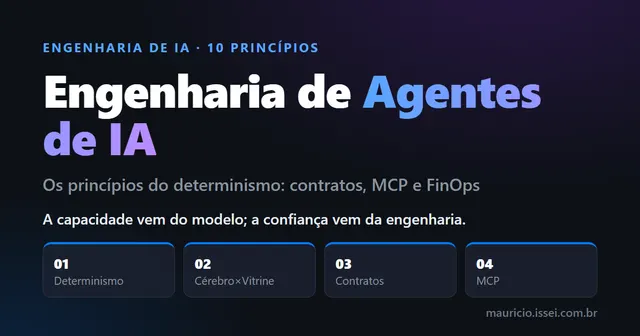 ENGENHARIA DE IA · 10 PRINCÍPIOS
Engenharia de Agentes
de IA
Os princípios do determinismo: contratos, MCP e FinOps
A capacidade vem do modelo; a confiança vem da engenharia.
01
Determinismo
02
Cérebro×Vitrine
03
Contratos
04
MCP
mauricio.issei.com.br